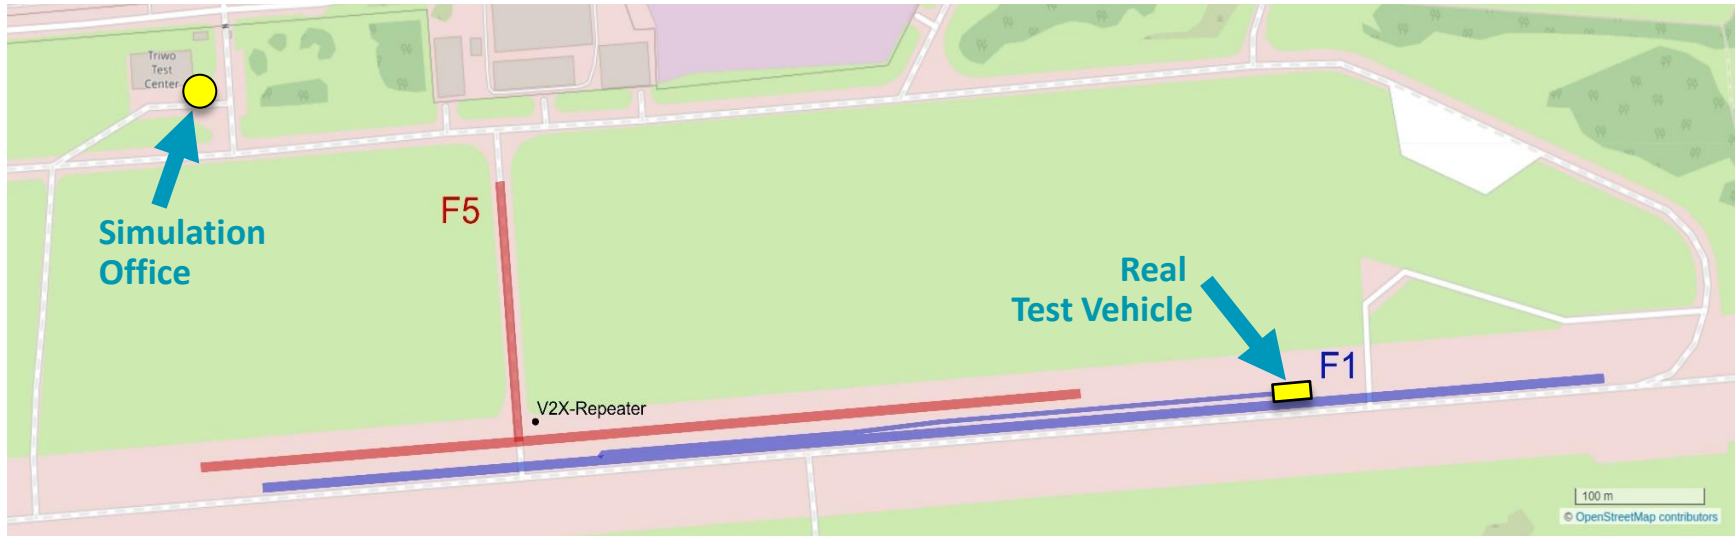 Triwo
Test
Center
Simulation
Office
F5
V2X-Repeater
Real
Test Vehicle
F1
100 m
© OpenStreetMap contributors